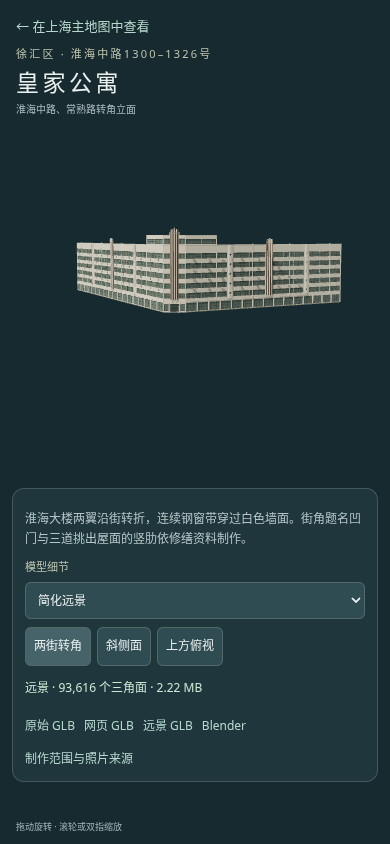 ← 在上海主地图中查看
徐汇区 · 淮海中路1300–1326号
皇家公寓
淮海中路、常熟路转角立面
淮海大楼两翼沿街转折，连续钢窗带穿过白色墙面。街角题名凹
门与三道挑出屋面的竖肋依修缮资料制作。
模型细节
简化远景
两街转角 斜侧面 上方俯视
远景 · 93,616 个三角面 · 2.22 MB
原始 GLB 网页 GLB 远景 GLB Blender
制作范围与照片来源
拖动旋转 · 滚轮或双指缩放